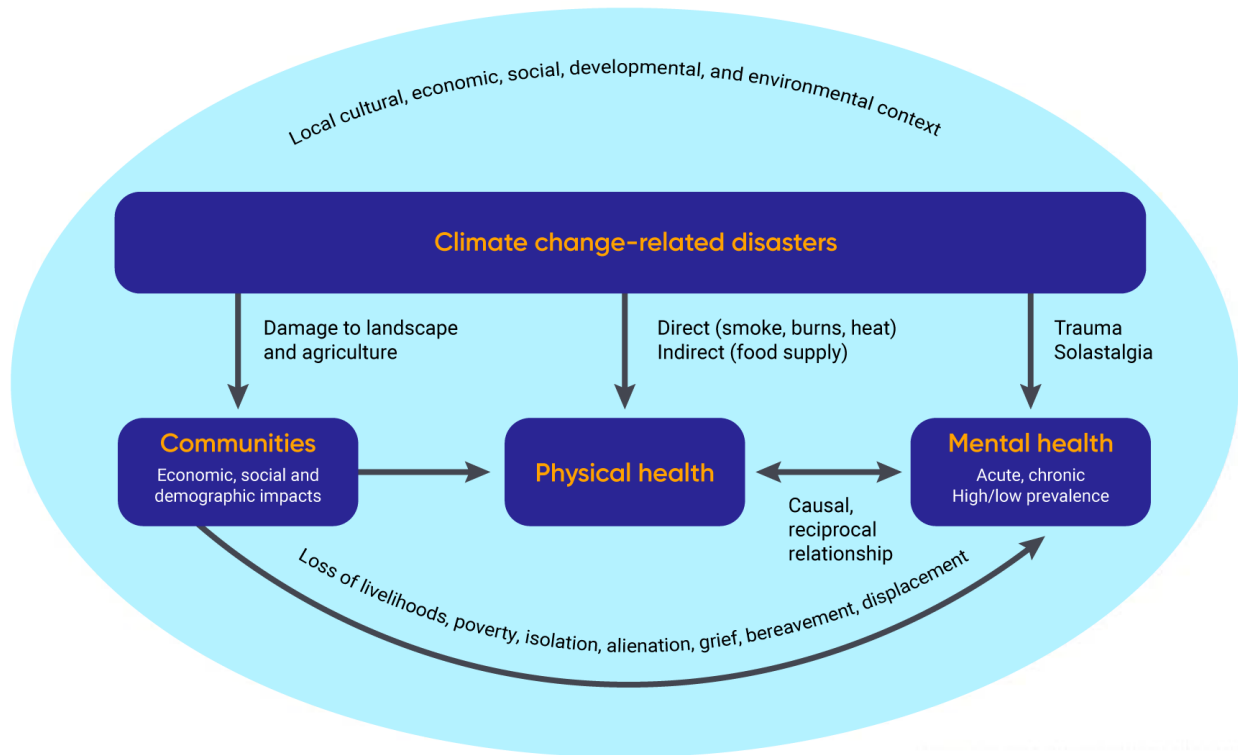 Local cultural, economic, social, developmental, and environmental context
Climate change-related disasters
Damage to landscape
and agriculture
Direct (smoke, burns, heat)
Indirect (food supply)
Trauma
Solastalgia
Communities
Economic, social and
demographic impacts
Physical health
Mental health
Acute, chronic
High/low prevalence
Causal,
reciprocal
relationship
Loss of livelihoods, poverty, isolation, alienation, grief, bereavement, displacement